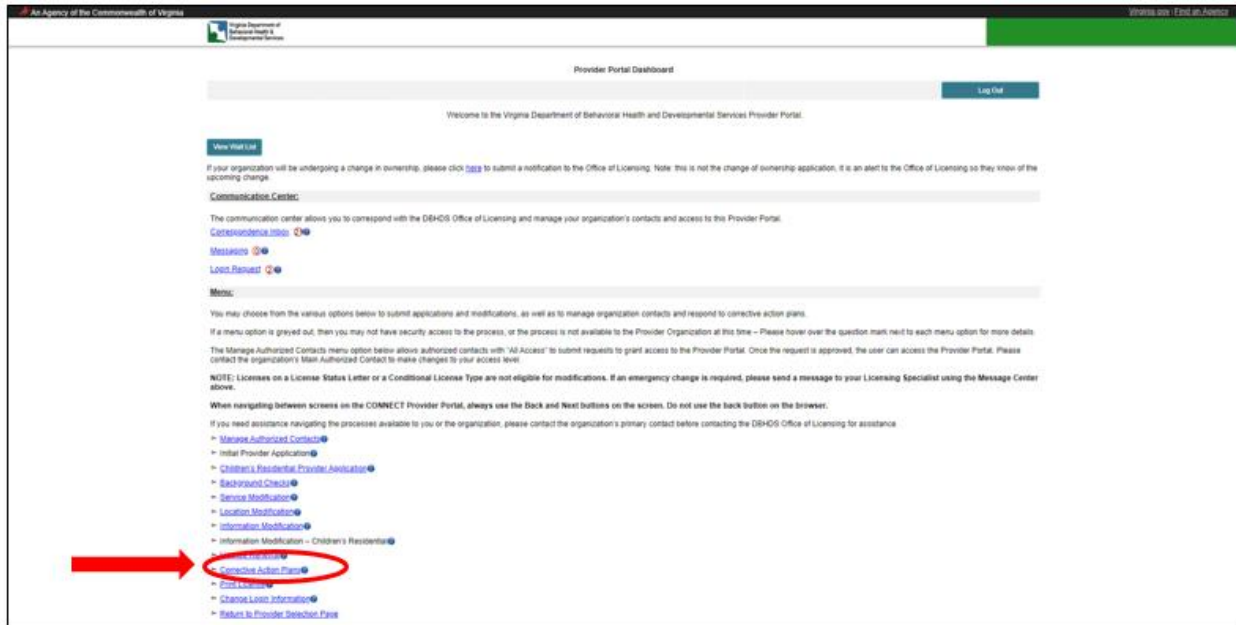 An Agency of the Commonwealth of Virginia
Virginia.gov | Find an Agency
Virginia Department of
Behavioral Health &
Developmental Services
Provider Portal Dashboard
Log Out
Welcome to the Virginia Department of Behavioral Health and Developmental Services Provider Portal.
View Wait List
If your organization will be undergoing a change in ownership, please click here to submit a notification to the Office of Licensing. Note: this is not the change of ownership application, it is an alert to the Office of Licensing so they know of the
upcoming change.
Communication Center:
The communication center allows you to correspond with the DBHDS Office of Licensing and manage your organization's contacts and access to this Provider Portal.
Correspondence Inbox
Messaging
Login Request
Menu:
You may choose from the various options below to submit applications and modifications, as well as to manage organization contacts and respond to corrective action plans.
If a menu option is greyed out, then you may not have security access to the process, or the process is not available to the Provider Organization at this time – Please hover over the question mark next to each menu option for more details.
The Manage Authorized Contacts menu option below allows authorized contacts with "All Access" to submit requests to grant access to the Provider Portal. Once the request is approved, the user can access the Provider Portal. Please
contact the organization's Main Authorized Contact to make changes to your access level.
NOTE: Licenses on a License Status Letter or a Conditional License Type are not eligible for modifications. If an emergency change is required, please send a message to your Licensing Specialist using the Message Center
above.
When navigating between screens on the CONNECT Provider Portal, always use the Back and Next buttons on the screen. Do not use the back button on the browser.
If you need assistance navigating the processes available to you or the organization, please contact the organization's primary contact before contacting the DBHDS Office of Licensing for assistance.
Manage Authorized Contacts
Initial Provider Application
Children's Residential Provider Application
Background Checks
Service Modification
Location Modification
Information Modification
Information Modification – Children's Residential
Corrective Action Plans
Print License
Change Login Information
Return to Provider Selection Page